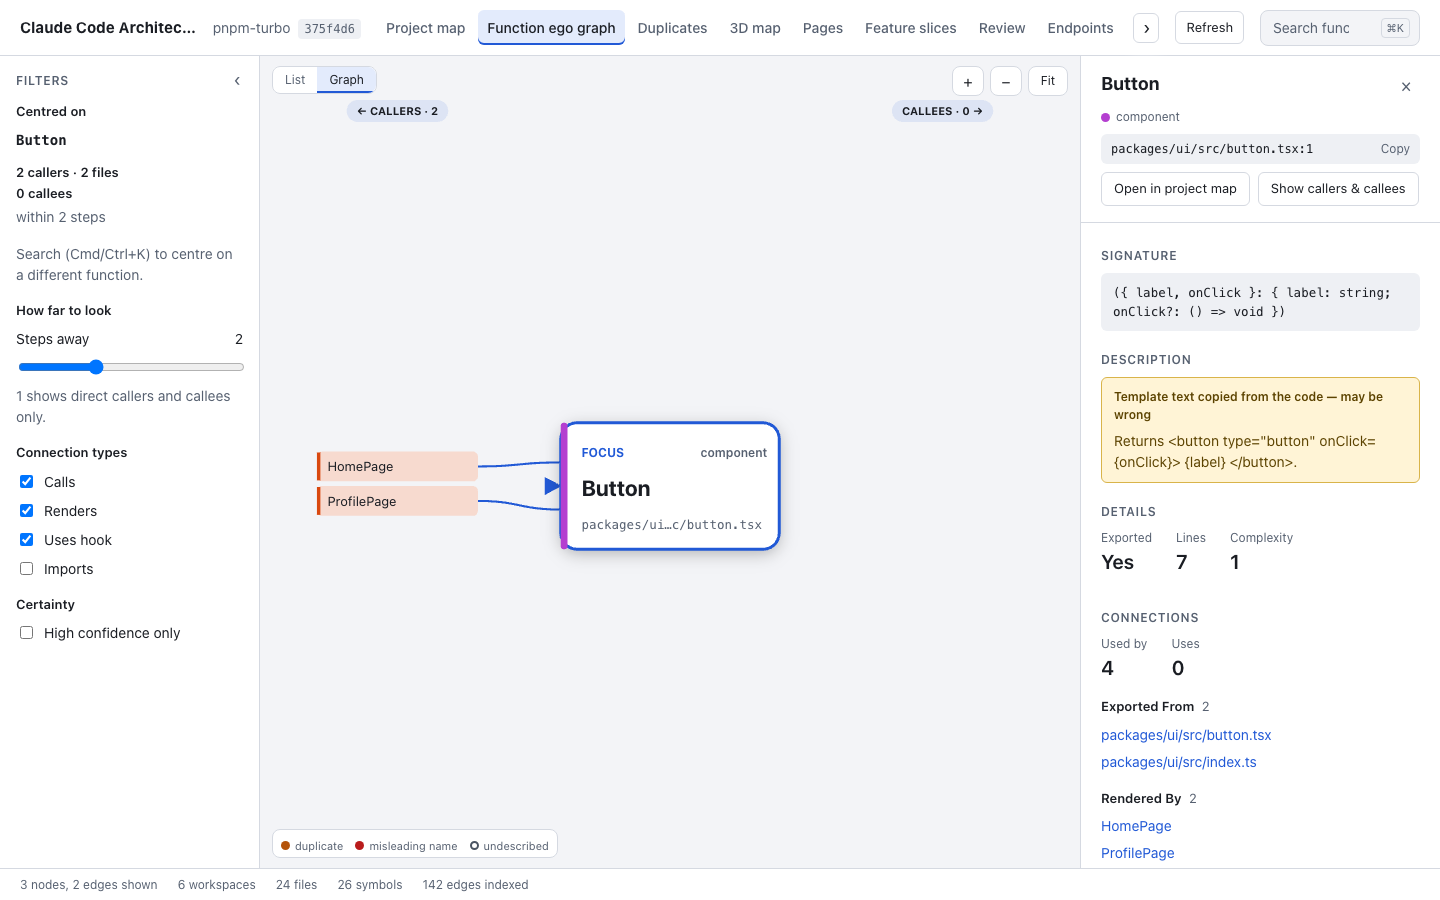 Claude Code Architec...
pnpm-turbo
375f4d6
Project map
Function ego graph
Duplicates
3D map
Pages
Feature slices
Review
Endpoints
›
Refresh
Search func
⌘K
FILTERS
‹
Centred on
Button
2 callers · 2 files
0 callees
within 2 steps
Search (Cmd/Ctrl+K) to centre on
a different function.
How far to look
Steps away
2
1 shows direct callers and callees
only.
Connection types
Calls
Renders
Uses hook
Imports
Certainty
High confidence only
List
Graph
+
−
Fit
← CALLERS · 2
CALLEES · 0 →
HomePage
ProfilePage
FOCUS
component
Button
packages/ui…c/button.tsx
duplicate
misleading name
undescribed
Button
×
component
packages/ui/src/button.tsx:1
Copy
Open in project map
Show callers & callees
SIGNATURE
({ label, onClick }: { label: string;
onClick?: () => void })
DESCRIPTION
Template text copied from the code — may be
wrong
Returns <button type="button" onClick=
{onClick}> {label} </button>.
DETAILS
Exported
Lines
Complexity
Yes
7
1
CONNECTIONS
Used by
Uses
4
0
Exported From 2
packages/ui/src/button.tsx
packages/ui/src/index.ts
Rendered By 2
HomePage
ProfilePage
3 nodes, 2 edges shown
6 workspaces
24 files
26 symbols
142 edges indexed